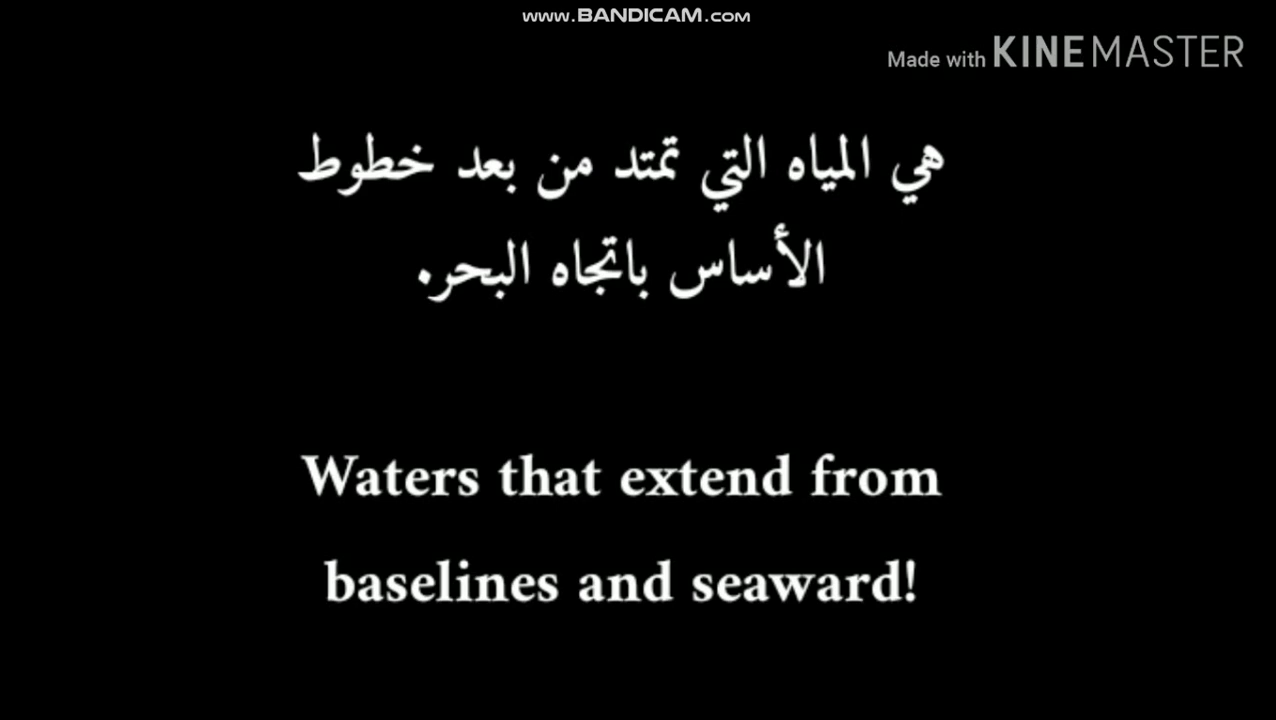 www.BANDICAM.com
Made with KINEMASTER
هي المياه التي تمتد من بعد خطوط
الأساس باتجاه البحر.
Waters that extend from
baselines and seaward!